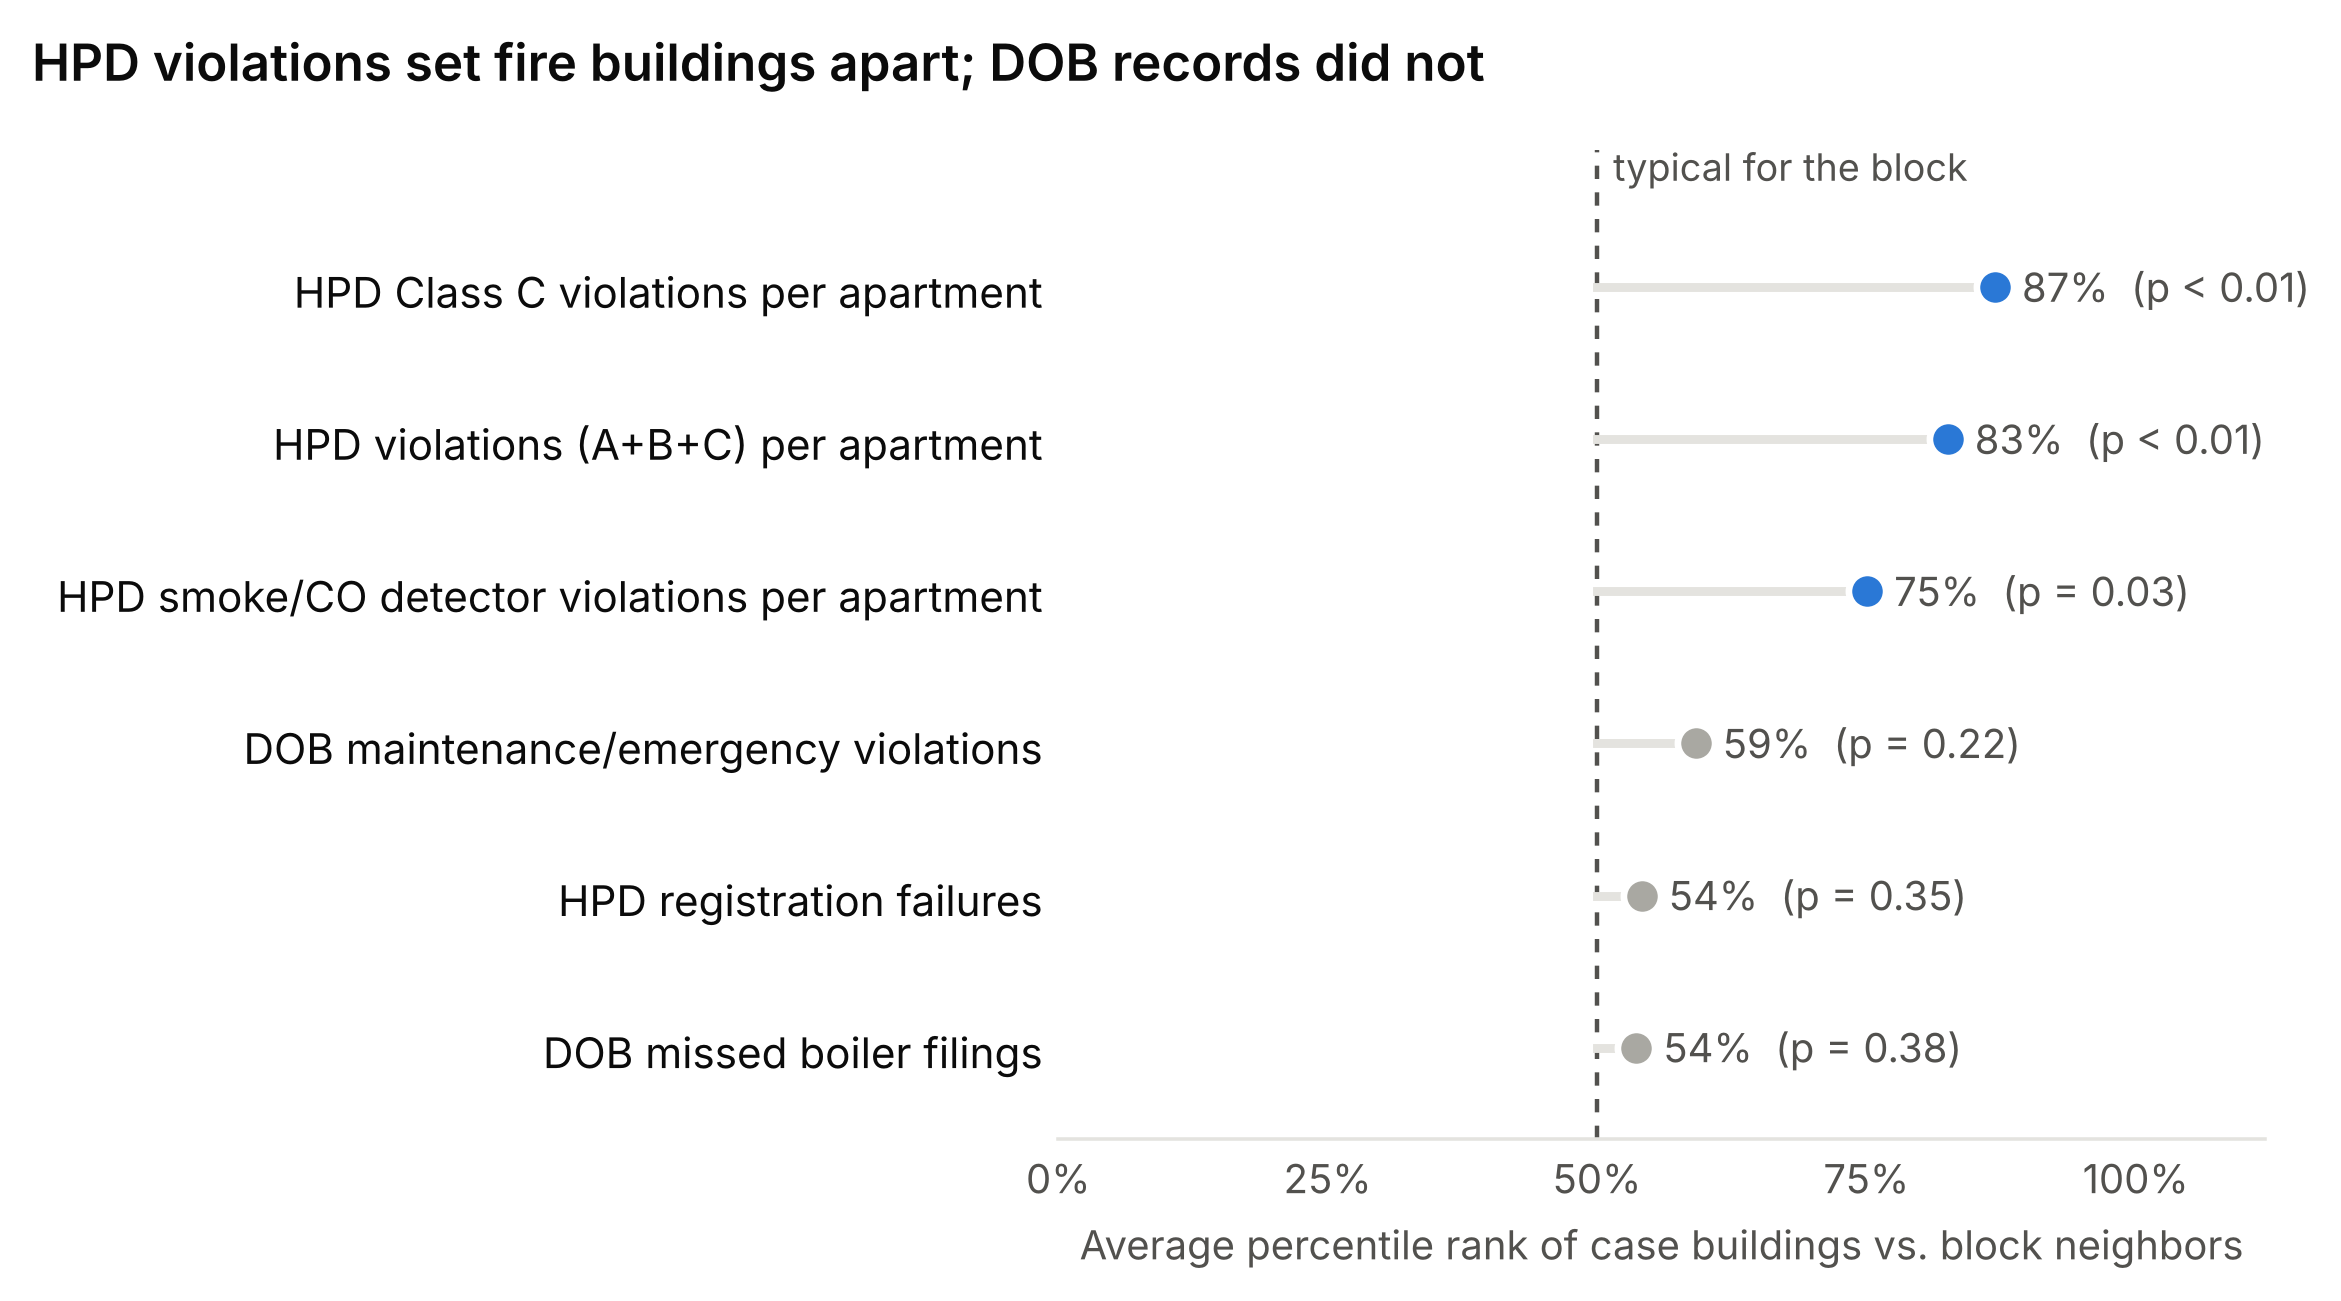 HPD violations set fire buildings apart; DOB records did not
typical for the block
HPD Class C violations per apartment 87% (p < 0.01)
HPD violations (A+B+C) per apartment 83% (p < 0.01)
HPD smoke/CO detector violations per apartment 75% (p = 0.03)
DOB maintenance/emergency violations 59% (p = 0.22)
HPD registration failures 54% (p = 0.35)
DOB missed boiler filings 54% (p = 0.38)
0% 25% 50% 75% 100%
Average percentile rank of case buildings vs. block neighbors